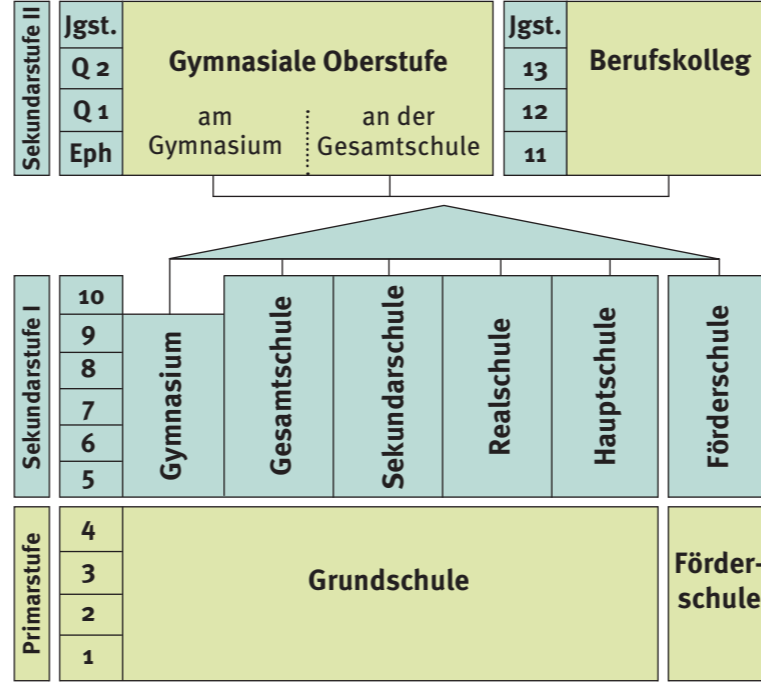 Sekundarstufe II
Jgst.
Q 2
Q 1
Eph
Gymnasiale Oberstufe
am
Gymnasium
an der
Gesamtschule
Jgst.
13
12
11
Berufskolleg
Sekundarstufe I
10
9
8
7
6
5
Gymnasium
Gesamtschule
Sekundarschule
Realschule
Hauptschule
Förderschule
Primarstufe
4
3
2
1
Grundschule
Förder-
schule